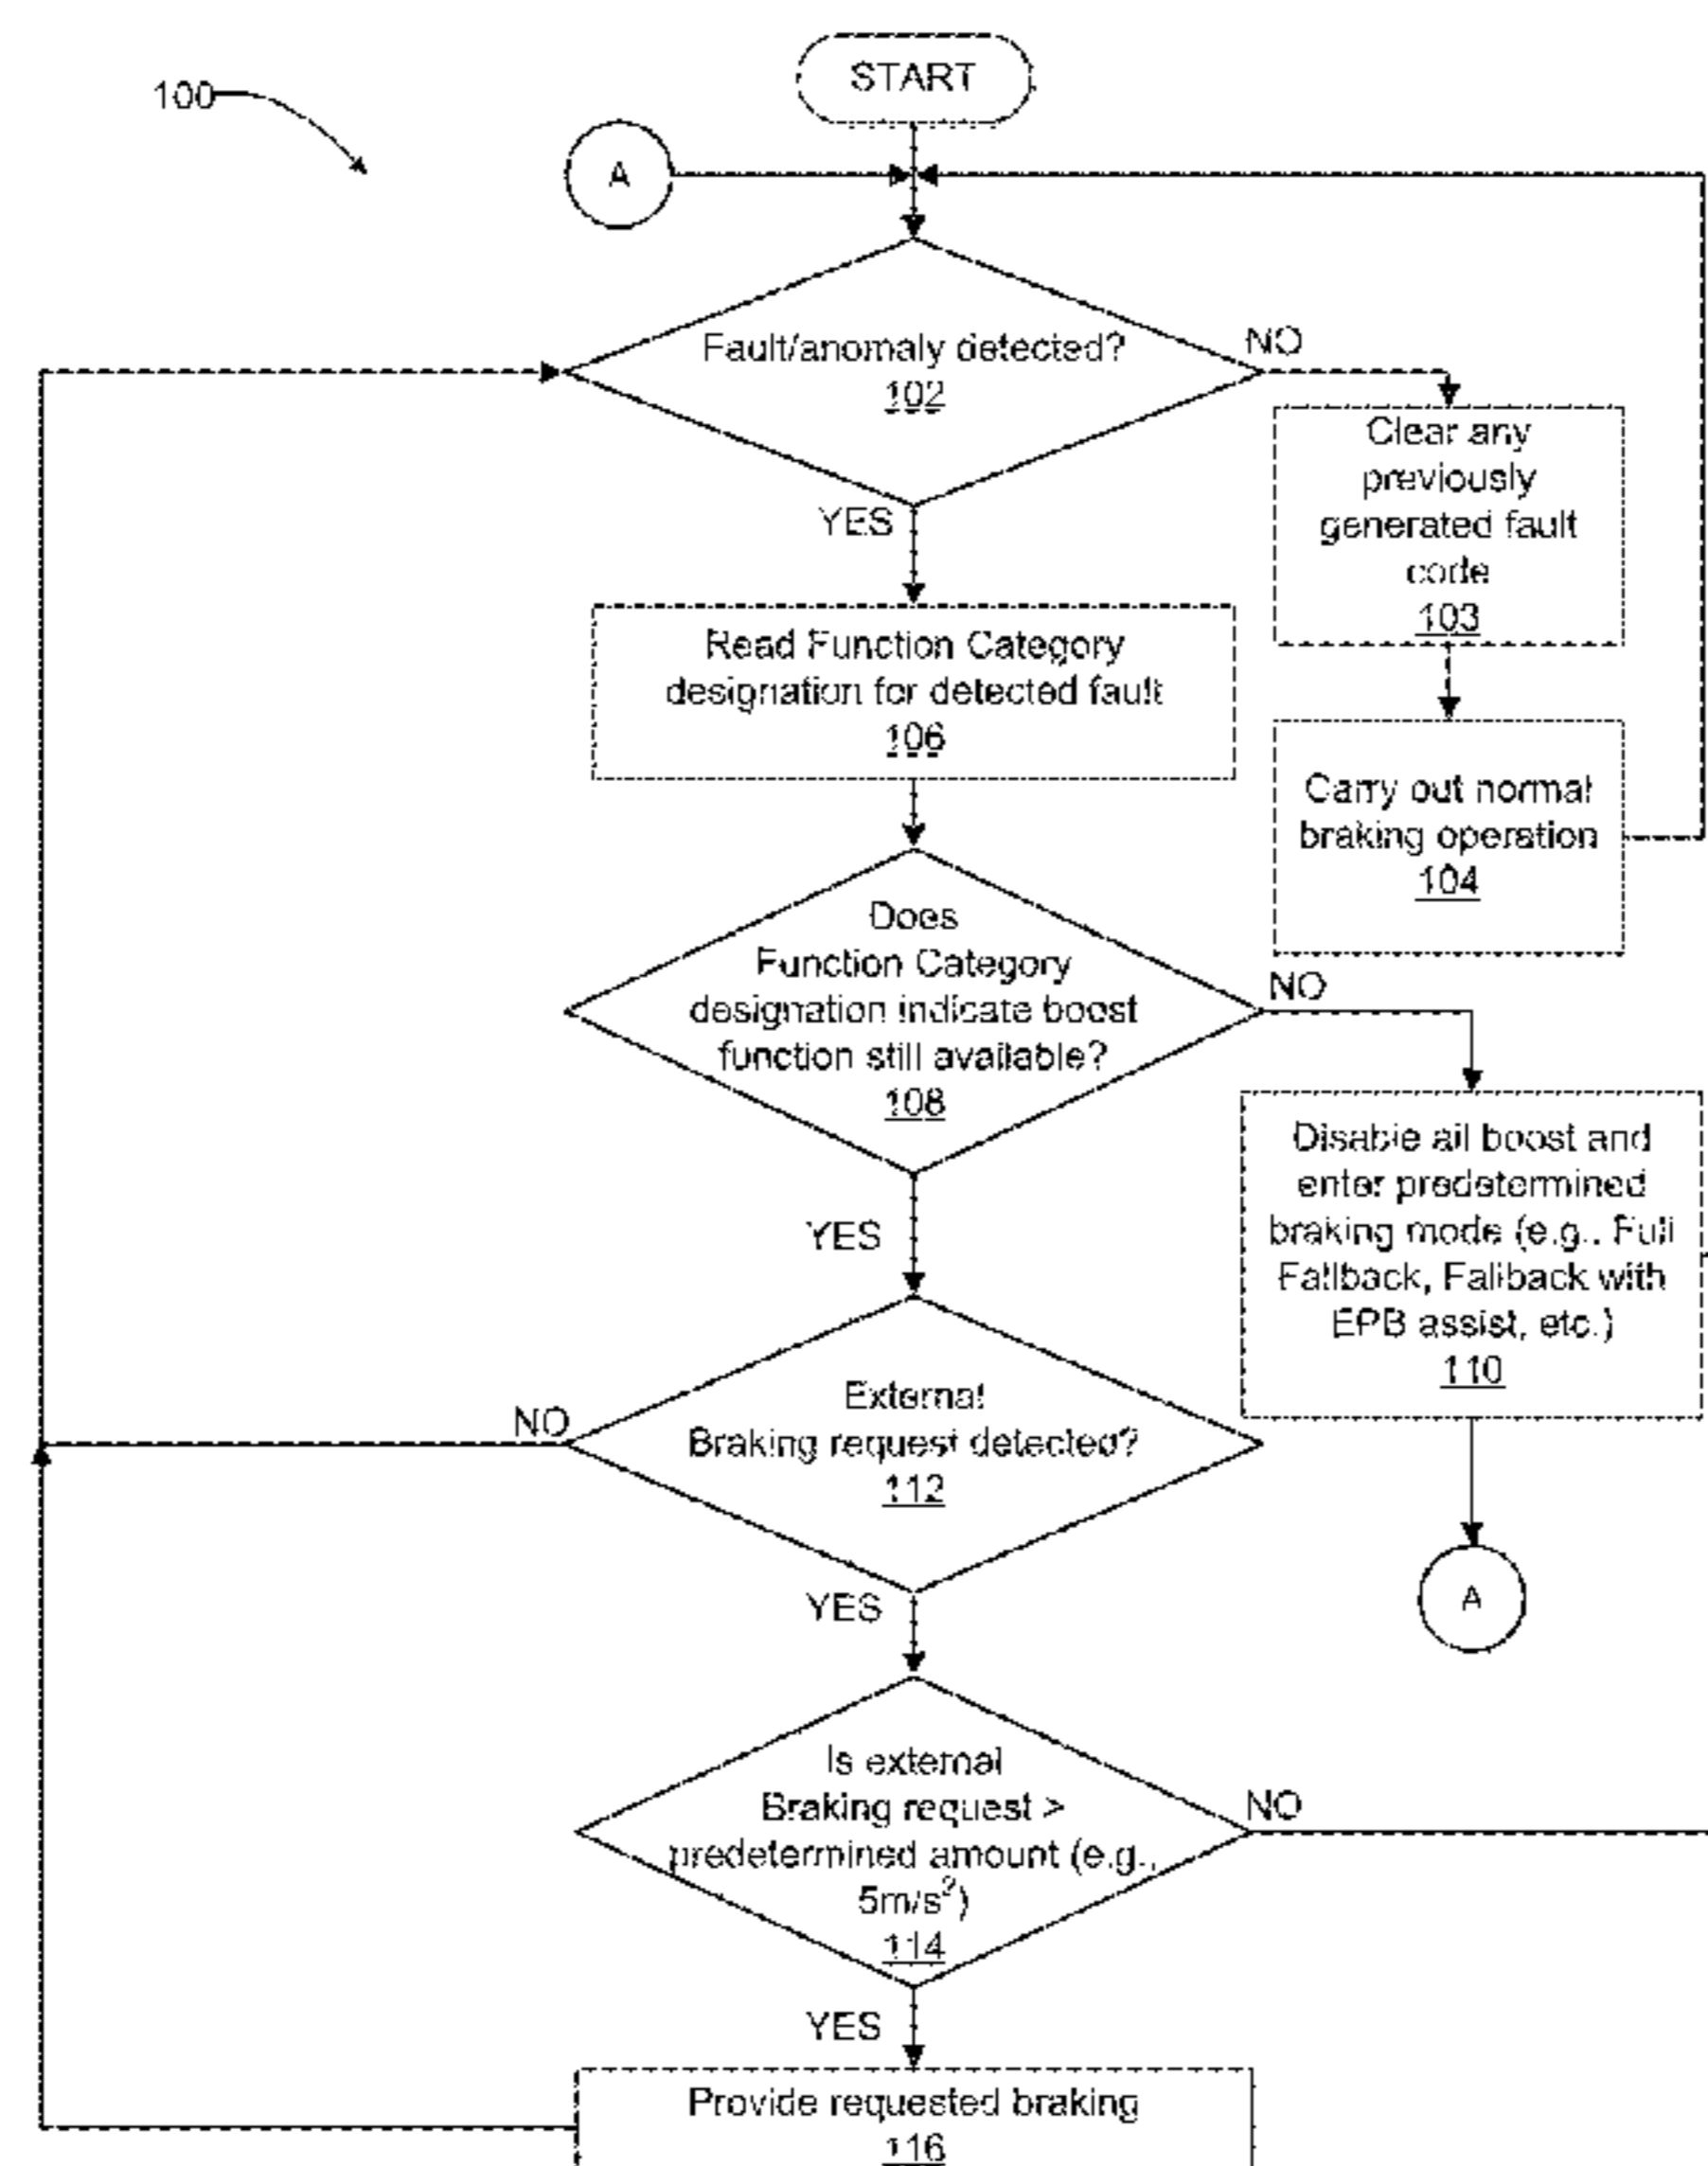 START
100
A
Fault/anomaly detected?
102
NO
YES
Clear any
previously
generated fault
code
103
Read Function Category
designation for detected fault
106
Carry out normal
braking operation
104
Does
Function Category
designation indicate boost
function still available?
108
NO
YES
Disable all boost and
enter predetermined
braking mode (e.g., Full
Fallback, Fallback with
EPB assist, etc.)
110
External
Braking request detected?
112
NO
YES
A
Is external
Braking request >
predetermined amount (e.g.,
5m/s²)
114
NO
YES
Provide requested braking
116